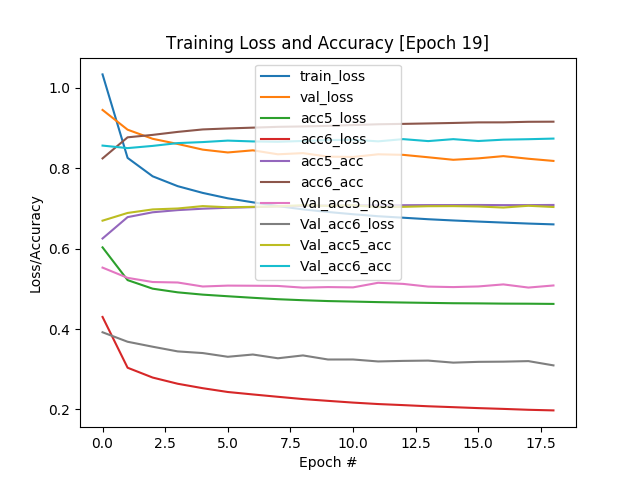 Training Loss and Accuracy [Epoch 19]
train_loss
val_loss
acc5_loss
acc6_loss
acc5_acc
acc6_acc
Val_acc5_loss
Val_acc6_loss
Val_acc5_acc
Val_acc6_acc
Loss/Accuracy
1.0
0.8
0.6
0.4
0.2
0.0 2.5 5.0 7.5 10.0 12.5 15.0 17.5
Epoch #